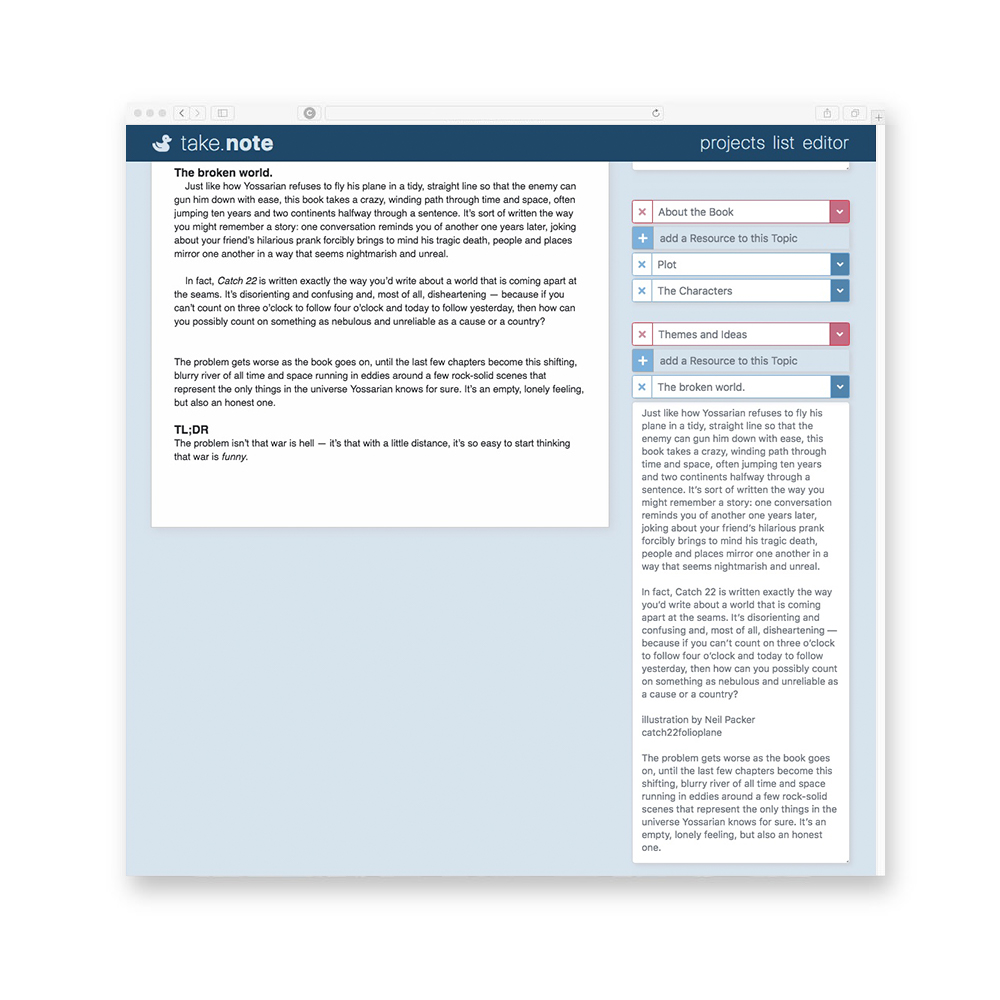 take.note
projects list editor
The broken world.
Just like how Yossarian refuses to fly his plane in a tidy, straight line so that the enemy can
gun him down with ease, this book takes a crazy, winding path through time and space, often
jumping ten years and two continents halfway through a sentence. It's sort of written the way
you might remember a story: one conversation reminds you of another one years later, joking
about your friend's hilarious prank forcibly brings to mind his tragic death, people and places
mirror one another in a way that seems nightmarish and unreal.
In fact, Catch 22 is written exactly the way you'd write about a world that is coming apart at
the seams. It's disorienting and confusing and, most of all, disheartening — because if you
can't count on three o'clock to follow four o'clock and today to follow yesterday, then how can
you possibly count on something as nebulous and unreliable as a cause or a country?
The problem gets worse as the book goes on, until the last few chapters become this shifting,
blurry river of all time and space running in eddies around a few rock-solid scenes that
represent the only things in the universe Yossarian knows for sure. It's an empty, lonely feeling,
but also an honest one.
TL;DR
The problem isn't that war is hell — it's that with a little distance, it's so easy to start thinking
that war is funny.
About the Book
add a Resource to this Topic
Plot
The Characters
Themes and Ideas
add a Resource to this Topic
The broken world.
Just like how Yossarian refuses to fly his
plane in a tidy, straight line so that the
enemy can gun him down with ease, this
book takes a crazy, winding path through
time and space, often jumping ten years
and two continents halfway through a
sentence. It's sort of written the way you
might remember a story: one conversation
reminds you of another one years later,
joking about your friend's hilarious prank
forcibly brings to mind his tragic death,
people and places mirror one another in a
way that seems nightmarish and unreal.
In fact, Catch 22 is written exactly the way
you'd write about a world that is coming
apart at the seams. It's disorienting and
confusing and, most of all, disheartening —
because if you can't count on three o'clock
to follow four o'clock and today to follow
yesterday, then how can you possibly count
on something as nebulous and unreliable as
a cause or a country?
illustration by Neil Packer
catch22folioplane
The problem gets worse as the book goes
on, until the last few chapters become this
shifting, blurry river of all time and space
running in eddies around a few rock-solid
scenes that represent the only things in the
universe Yossarian knows for sure. It's an
empty, lonely feeling, but also an honest
one.